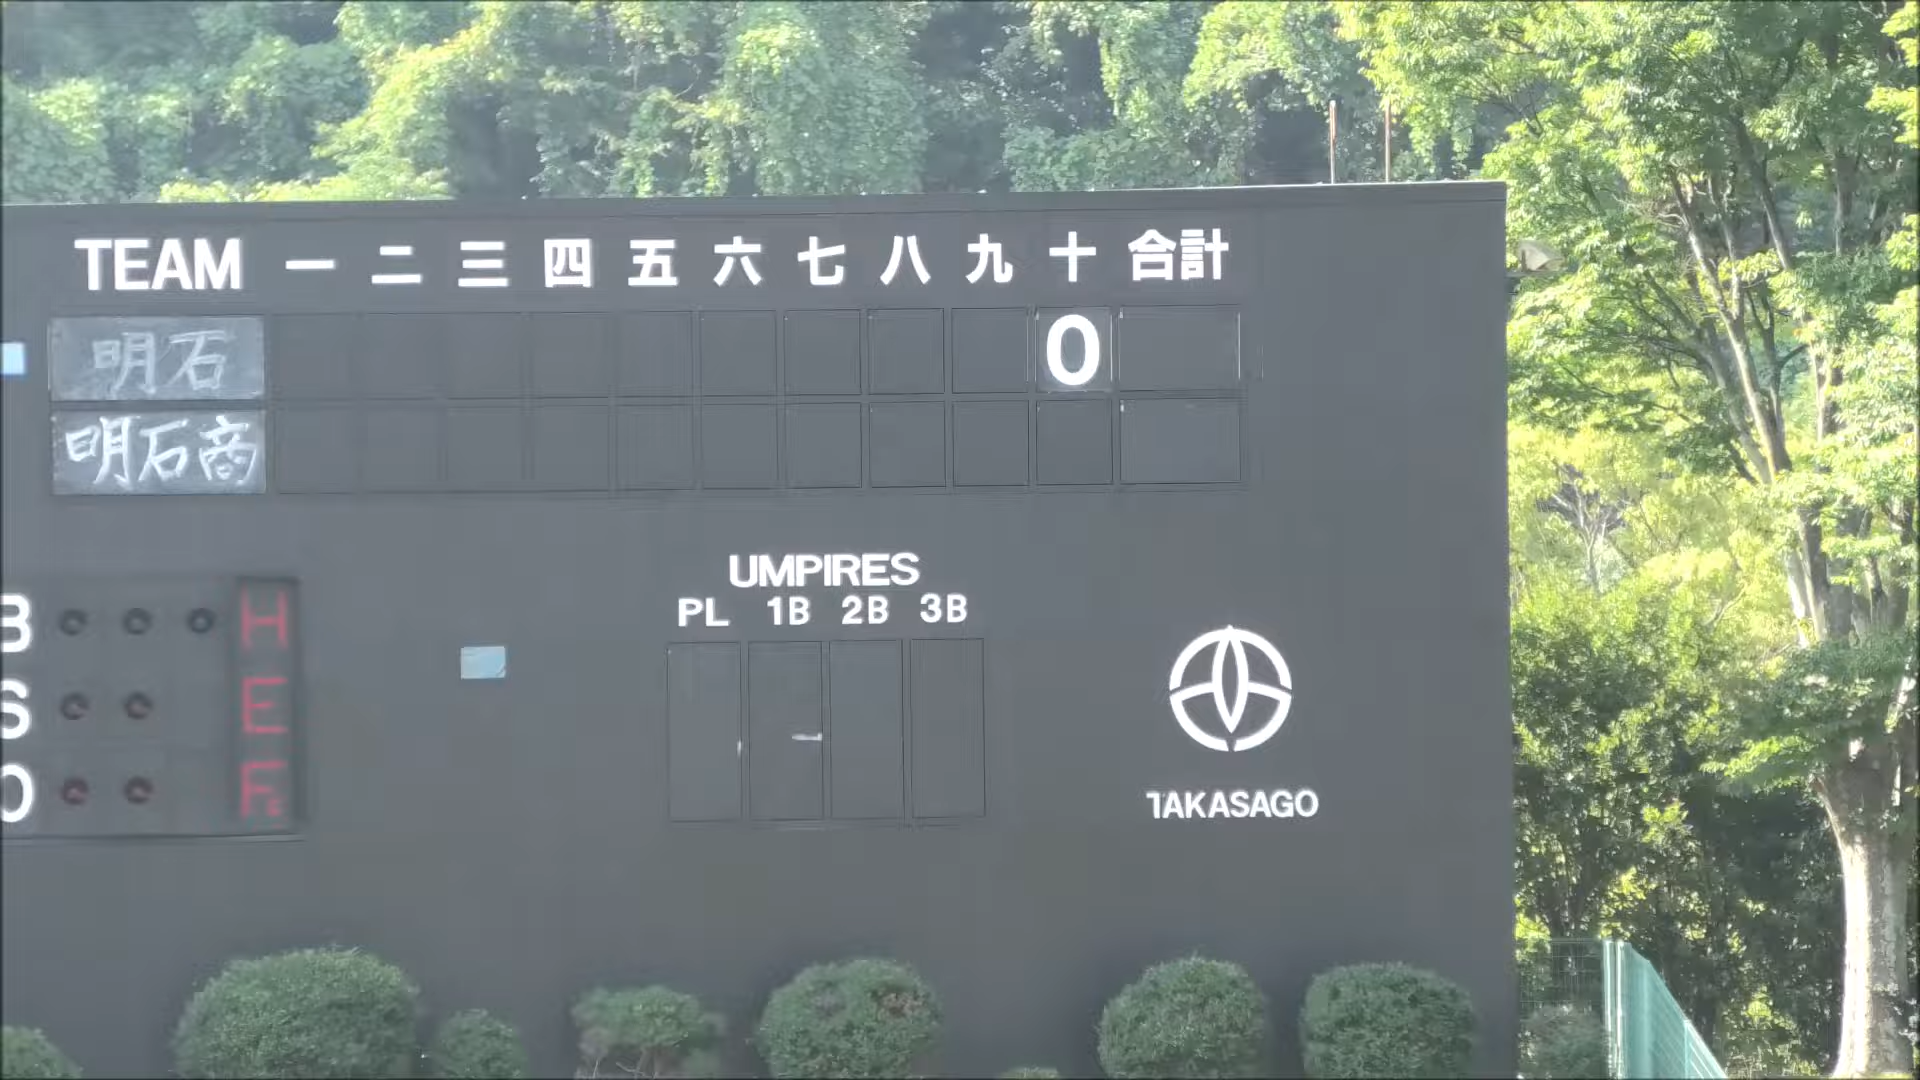 TEAM 一 二 三 四 五 六 七 八 九 十 合計
明石 0
明石商
UMPIRES
PL 1B 2B 3B
B H
S E
O F
TAKASAGO